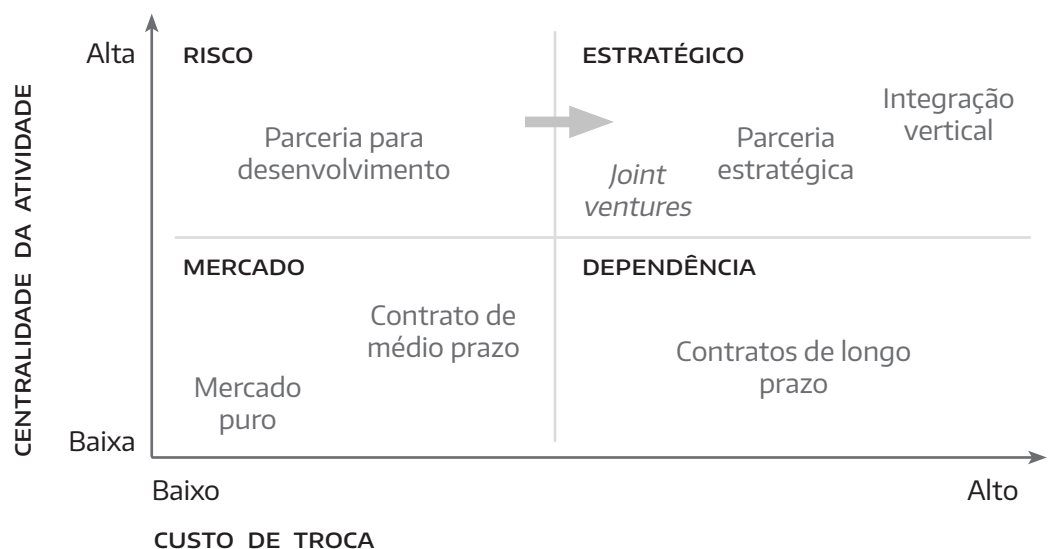 CENTRALIDADE DA ATIVIDADE
Alta
RISCO
ESTRATÉGICO
Parceria para
desenvolvimento
Joint
ventures
Parceria
estratégica
Integração
vertical
MERCADO
DEPENDÊNCIA
Contrato de
médio prazo
Mercado
puro
Contratos de longo
prazo
Baixa
Baixo
Alto
CUSTO DE TROCA